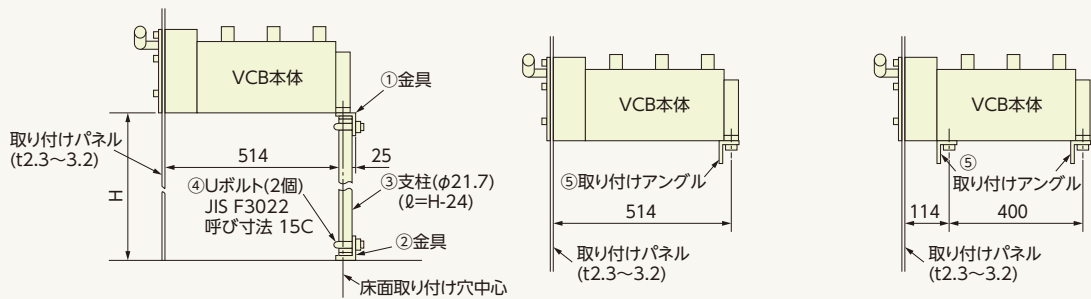 VCB本体
①金具
取り付けパネル
(t2.3～3.2)
514
25
H
④Uボルト(2個)
JIS F3022
呼び寸法 15C
③支柱(φ21.7)
(ℓ=H-24)
②金具
床面取り付け穴中心
VCB本体
⑤取り付けアングル
514
取り付けパネル
(t2.3～3.2)
VCB本体
⑤
取り付けアングル
114
400
取り付けパネル
(t2.3～3.2)